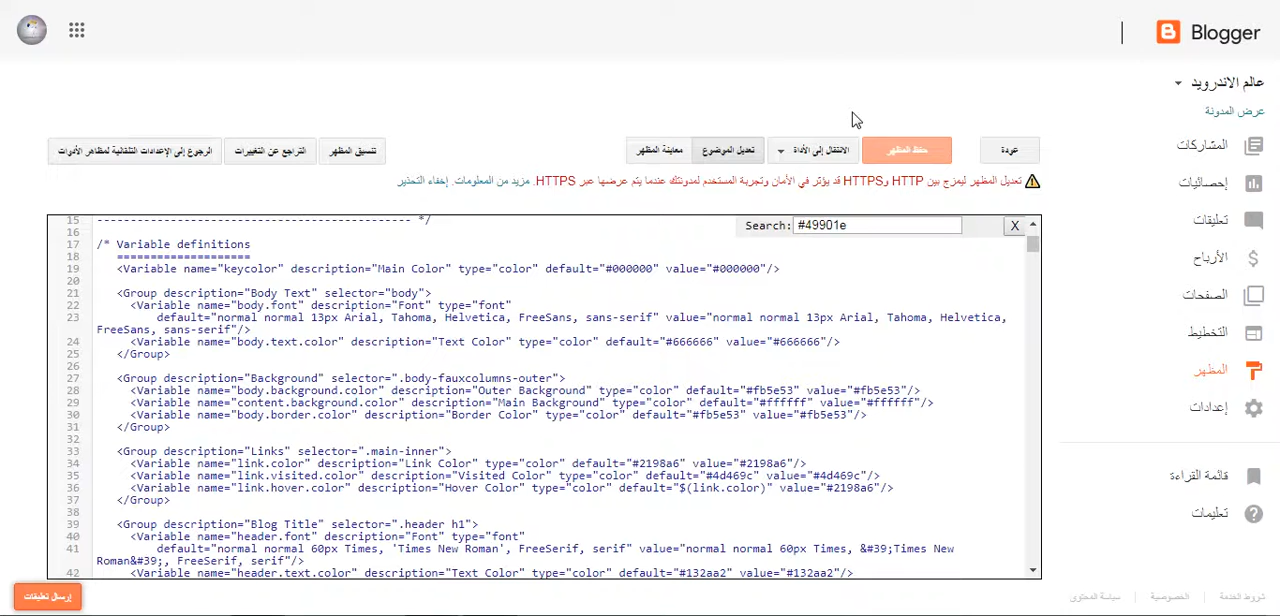 Blogger
عالم الاندرويد
عرض المدونة
المشاركات
إحصائيات
تعليقات
الأرباح
الصفحات
التخطيط
المظهر
إعدادات
قائمة القراءة
تعليمات
شروط الخدمة | الخصوصية | سياسة المحتوى
عودة
حفظ المظهر
الانتقال إلى الأداة
تعديل الموضوع
معاينة المظهر
تنسيق المظهر
التراجع عن التغييرات
الرجوع إلى الإعدادات التلقائية لمظاهر الأدوات
تعديل المظهر ليمزج بين HTTP وHTTPS قد يؤثر في الأمان وتجربة المستخدم لمدونتك عندما يتم عرضها عبر HTTPS. مزيد من المعلومات. إخفاء التحذير
Search: #49901e X
15 ----------------------------------------------- */
16
17 /* Variable definitions
18 ====================
19 <Variable name="keycolor" description="Main Color" type="color" default="#000000" value="#000000"/>
20
21 <Group description="Body Text" selector="body">
22 <Variable name="body.font" description="Font" type="font"
23 default="normal normal 13px Arial, Tahoma, Helvetica, FreeSans, sans-serif" value="normal normal 13px Arial, Tahoma, Helvetica,
FreeSans, sans-serif"/>
24 <Variable name="body.text.color" description="Text Color" type="color" default="#666666" value="#666666"/>
25 </Group>
26
27 <Group description="Background" selector=".body-fauxcolumns-outer">
28 <Variable name="body.background.color" description="Outer Background" type="color" default="#fb5e53" value="#fb5e53"/>
29 <Variable name="content.background.color" description="Main Background" type="color" default="#ffffff" value="#ffffff"/>
30 <Variable name="body.border.color" description="Border Color" type="color" default="#fb5e53" value="#fb5e53"/>
31 </Group>
32
33 <Group description="Links" selector=".main-inner">
34 <Variable name="link.color" description="Link Color" type="color" default="#2198a6" value="#2198a6"/>
35 <Variable name="link.visited.color" description="Visited Color" type="color" default="#4d469c" value="#4d469c"/>
36 <Variable name="link.hover.color" description="Hover Color" type="color" default="$(link.color)" value="#2198a6"/>
37 </Group>
38
39 <Group description="Blog Title" selector=".header h1">
40 <Variable name="header.font" description="Font" type="font"
41 default="normal normal 60px Times, 'Times New Roman', FreeSerif, serif" value="normal normal 60px Times, &#39;Times New
Roman&#39;, FreeSerif, serif"/>
42 <Variable name="header.text.color" description="Text Color" type="color" default="#132aa2" value="#132aa2"/>
إرسال تعليقات